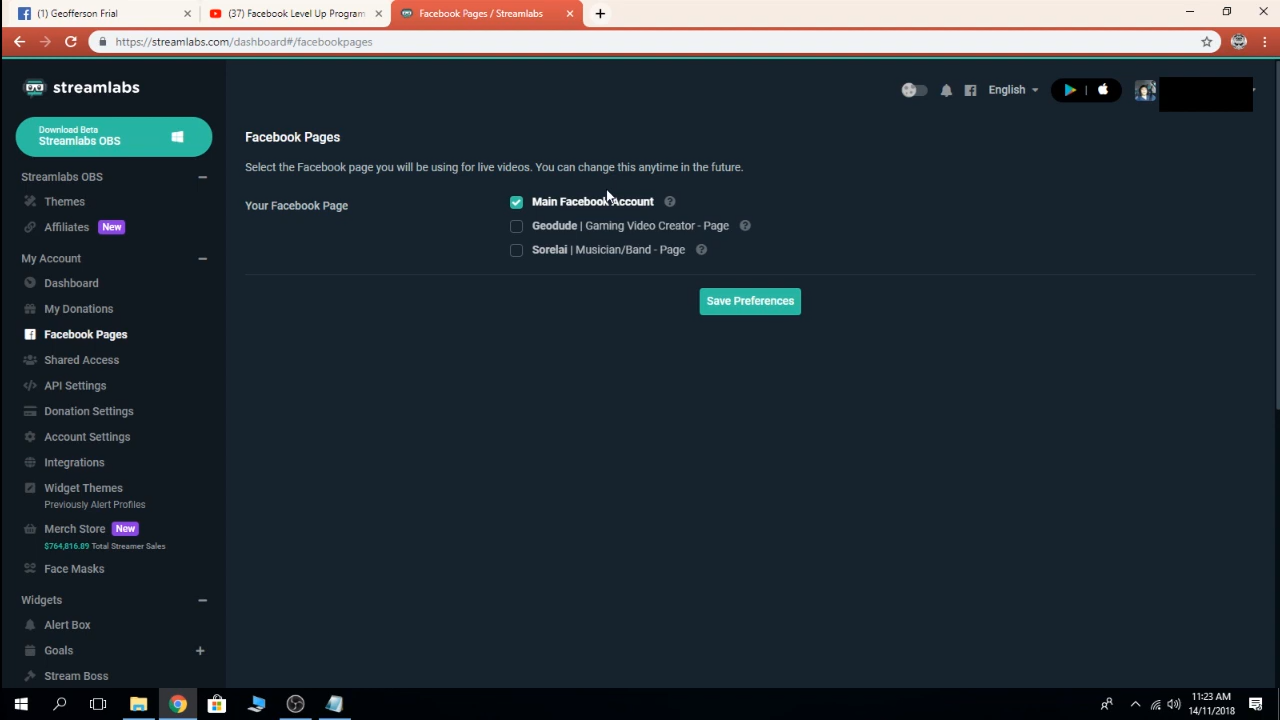 (1) Geofferson Frial
(37) Facebook Level Up Program
Facebook Pages / Streamlabs
https://streamlabs.com/dashboard#/facebookpages
streamlabs
English
Download Beta
Streamlabs OBS
Facebook Pages
Select the Facebook page you will be using for live videos. You can change this anytime in the future.
Your Facebook Page
Main Facebook Account
Geodude | Gaming Video Creator - Page
Sorelai | Musician/Band - Page
Save Preferences
Streamlabs OBS
Themes
Affiliates New
My Account
Dashboard
My Donations
Facebook Pages
Shared Access
API Settings
Donation Settings
Account Settings
Integrations
Widget Themes
Previously Alert Profiles
Merch Store New
$764,816.89 Total Streamer Sales
Face Masks
Widgets
Alert Box
Goals
Stream Boss
11:23 AM
14/11/2018